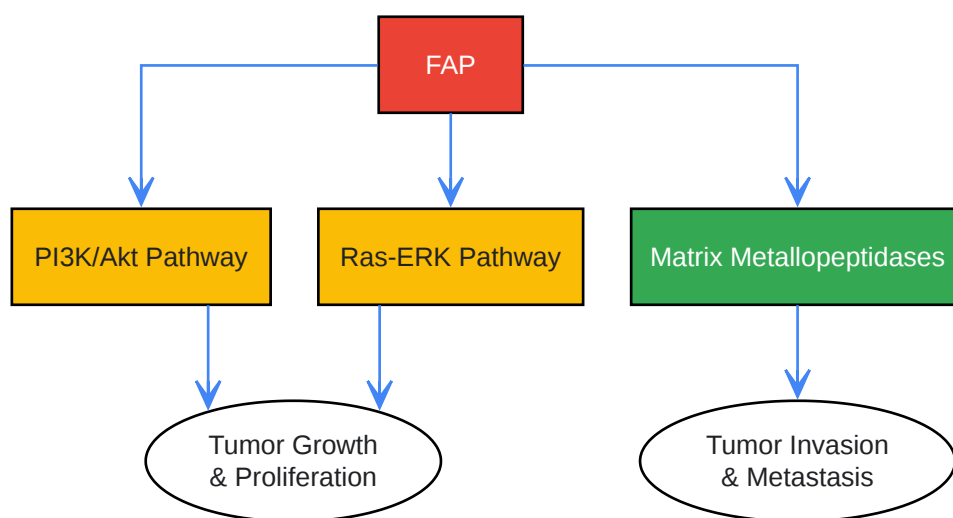 FAP
PI3K/Akt Pathway
Ras-ERK Pathway
Matrix Metallopeptidases
Tumor Growth
& Proliferation
Tumor Invasion
& Metastasis